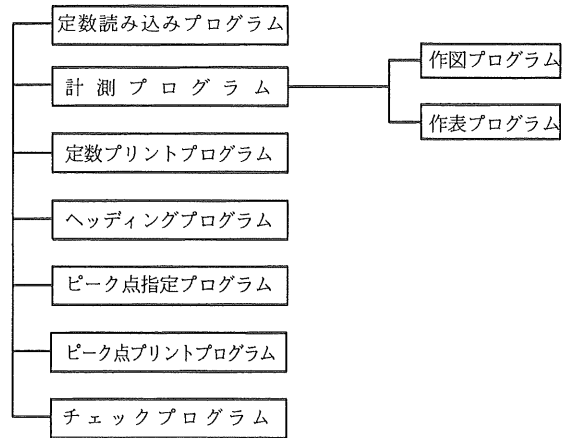 定数読み込みプログラム
計測プログラム
作図プログラム
作表プログラム
定数プリントプログラム
ヘッディングプログラム
ピーク点指定プログラム
ピーク点プリントプログラム
チェックプログラム